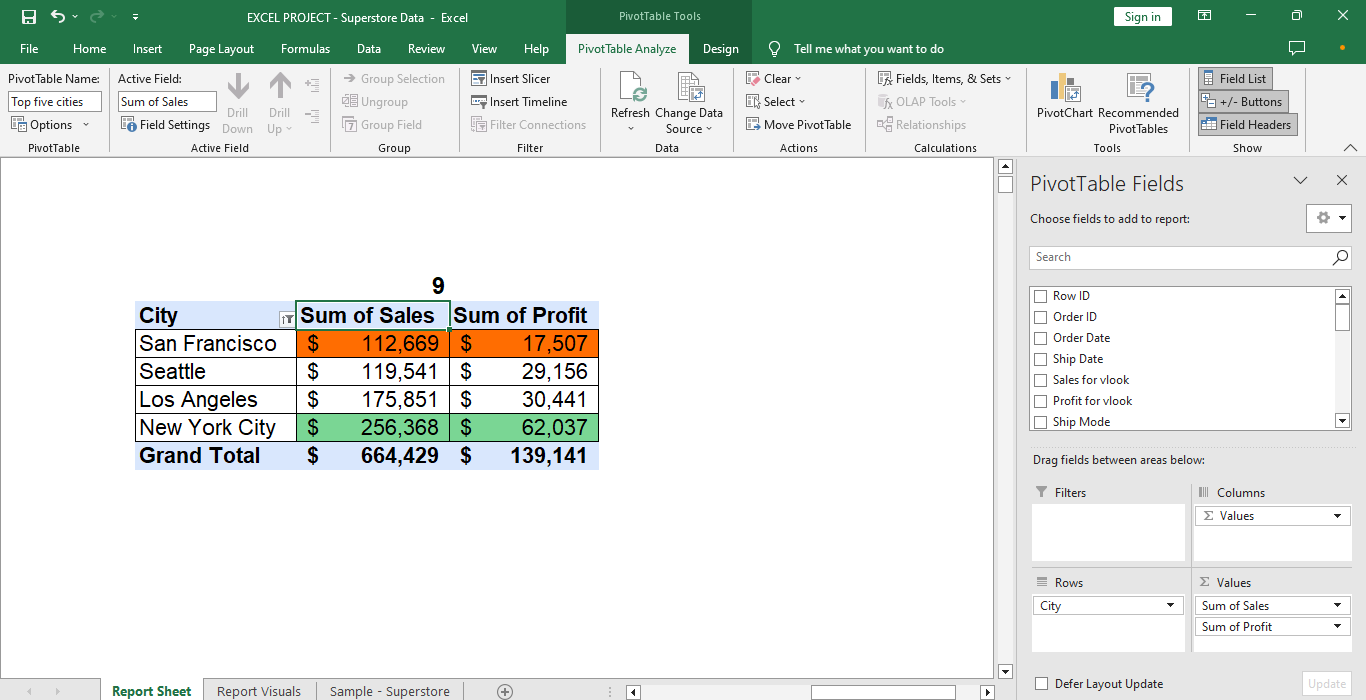 EXCEL PROJECT - Superstore Data - Excel
PivotTable Tools
Sign in
File Home Insert Page Layout Formulas Data Review View Help PivotTable Analyze Design Tell me what you want to do
PivotTable Name:
Top five cities
Options
PivotTable
Active Field:
Sum of Sales
Field Settings
Drill Down
Drill Up
Active Field
Group Selection
Ungroup
Group Field
Group
Insert Slicer
Insert Timeline
Filter Connections
Filter
Refresh
Change Data Source
Data
Clear
Select
Move PivotTable
Actions
Fields, Items, & Sets
OLAP Tools
Relationships
Calculations
PivotChart
Recommended PivotTables
Tools
Field List
+/- Buttons
Field Headers
Show
9
City Sum of Sales Sum of Profit
San Francisco $ 112,669 $ 17,507
Seattle $ 119,541 $ 29,156
Los Angeles $ 175,851 $ 30,441
New York City $ 256,368 $ 62,037
Grand Total $ 664,429 $ 139,141
PivotTable Fields
Choose fields to add to report:
Search
Row ID
Order ID
Order Date
Ship Date
Sales for vlook
Profit for vlook
Ship Mode
Drag fields between areas below:
Filters
Columns
Σ Values
Rows
City
Σ Values
Sum of Sales
Sum of Profit
Defer Layout Update
Update
Report Sheet Report Visuals Sample - Superstore